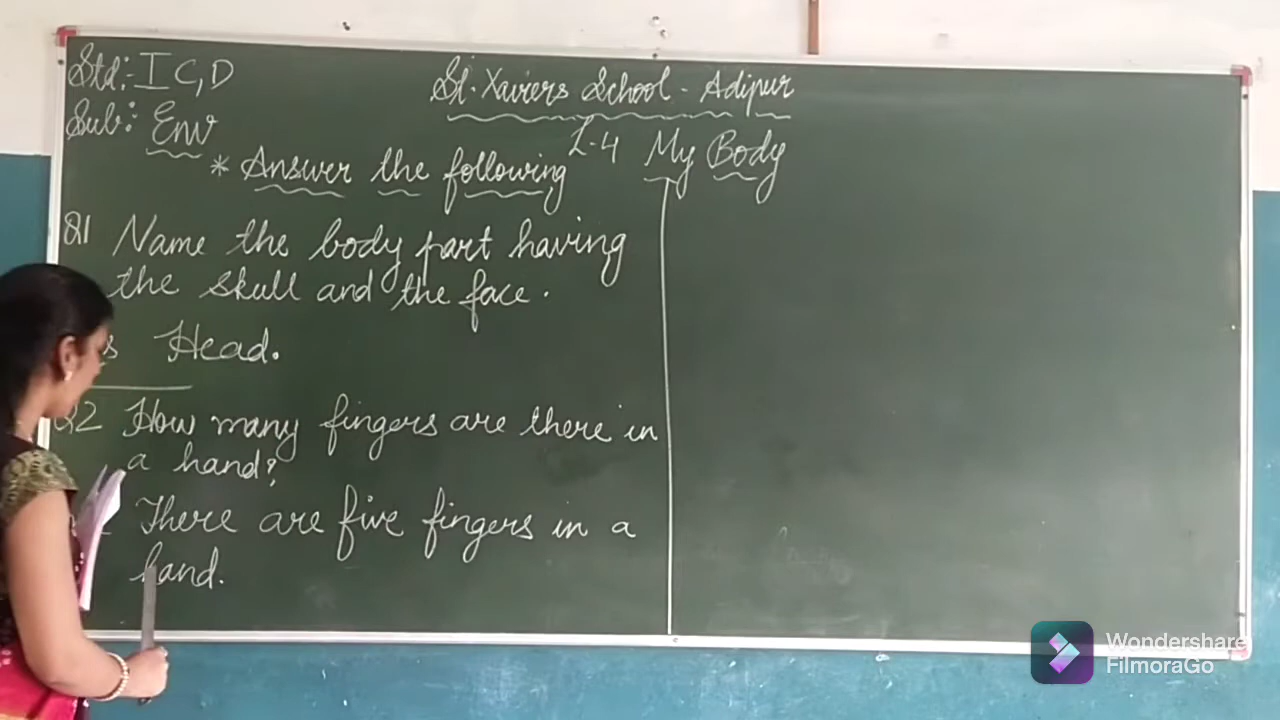 Std:- I C, D
St. Xaviers School - Adipur
Sub: Env
L-4 My Body
* Answer the following
Q1 Name the body part having
the skull and the face.
s Head.
Q2 How many fingers are there in
a hand?
There are five fingers in a
hand.
Wondershare
FilmoraGo